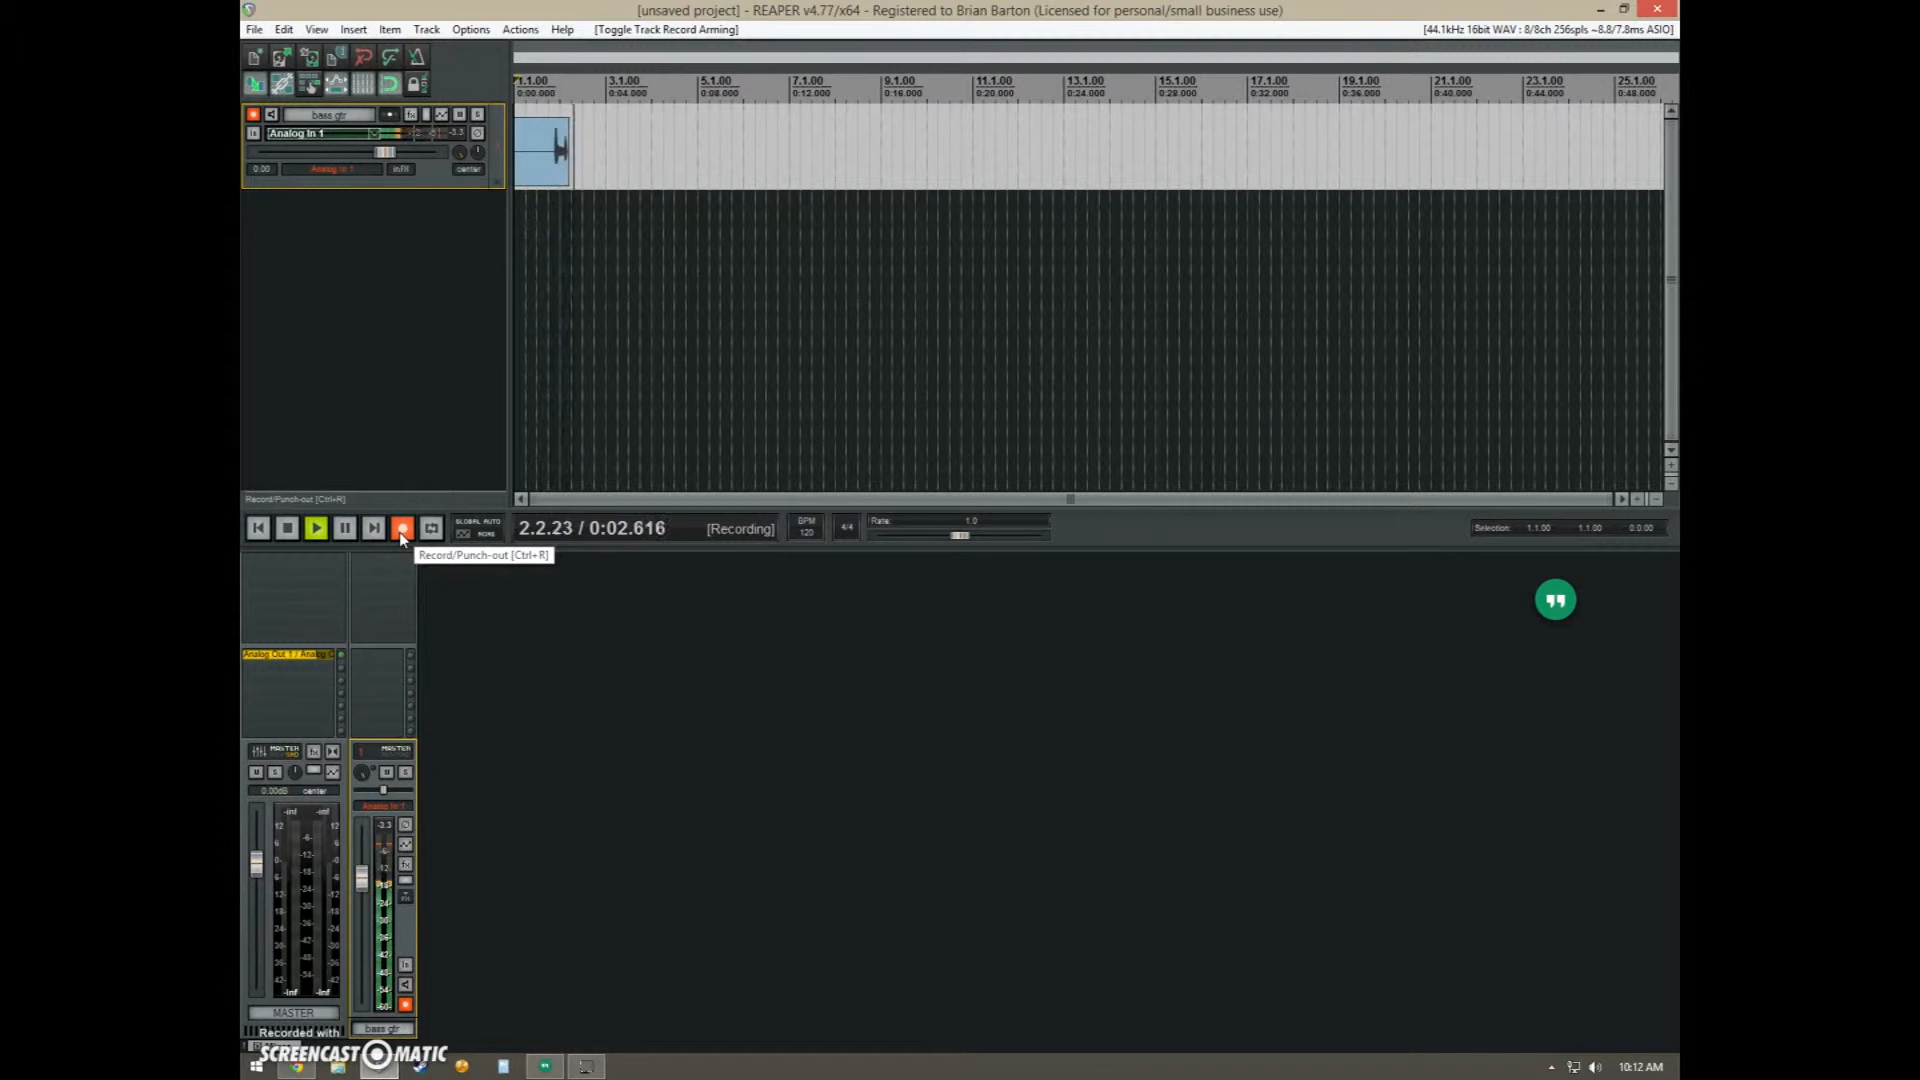 [unsaved project] - REAPER v4.77/x64 - Registered to Brian Barton (Licensed for personal/small business use)
File Edit View Insert Item Track Options Actions Help [Toggle Track Record Arming] [44.1kHz 16bit WAV : 8/8ch 256spls ~8.8/7.8ms ASIO]
1.1.00 3.1.00 5.1.00 7.1.00 9.1.00 11.1.00 13.1.00 15.1.00 17.1.00 19.1.00 21.1.00 23.1.00 25.1.00
0:00.000 0:04.000 0:08.000 0:12.000 0:16.000 0:20.000 0:24.000 0:28.000 0:32.000 0:36.000 0:40.000 0:44.000 0:48.000
bass gtr fx M S
in Analog In 1 -3.3
0.00 Analog In 1 inFX center
Record/Punch-out [Ctrl+R]
GLOBAL AUTO
NONE
2.2.23 / 0:02.616 [Recording] BPM 120 4/4 Rate: 1.0 Selection: 1.1.00 1.1.00 0:0.00
Record/Punch-out [Ctrl+R]
Analog Out 1 / Analog O
MASTER fx 1 MASTER
M S M S
0.00dB center
Analog In 1
-inf -inf -3.3
-inf -inf
MASTER
bass gtr
Recorded with
SCREENCAST MATIC
10:12 AM